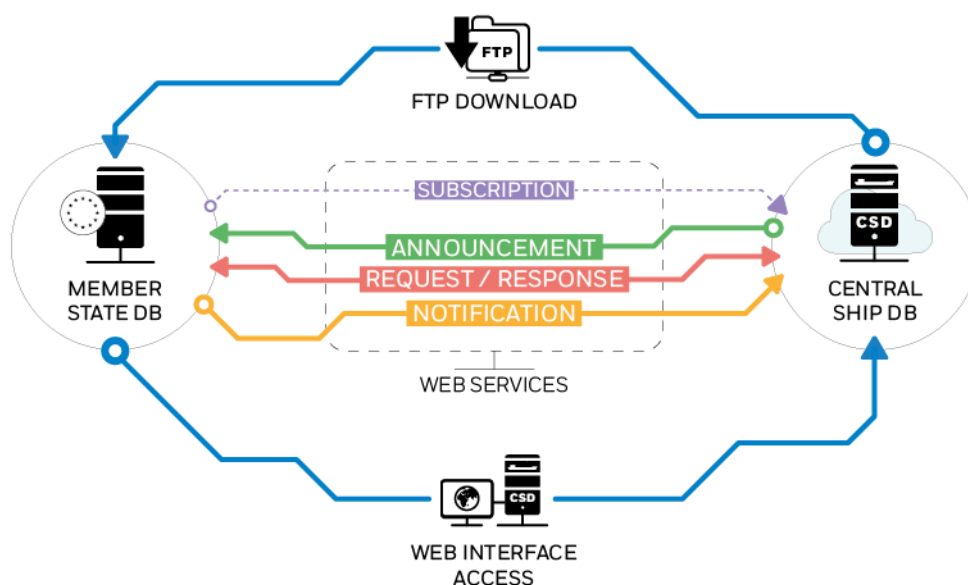 FTP
FTP DOWNLOAD
SUBSCRIPTION
ANNOUNCEMENT
REQUEST / RESPONSE
NOTIFICATION
WEB SERVICES
MEMBER
STATE DB
CSD
CENTRAL
SHIP DB
CSD
WEB INTERFACE
ACCESS